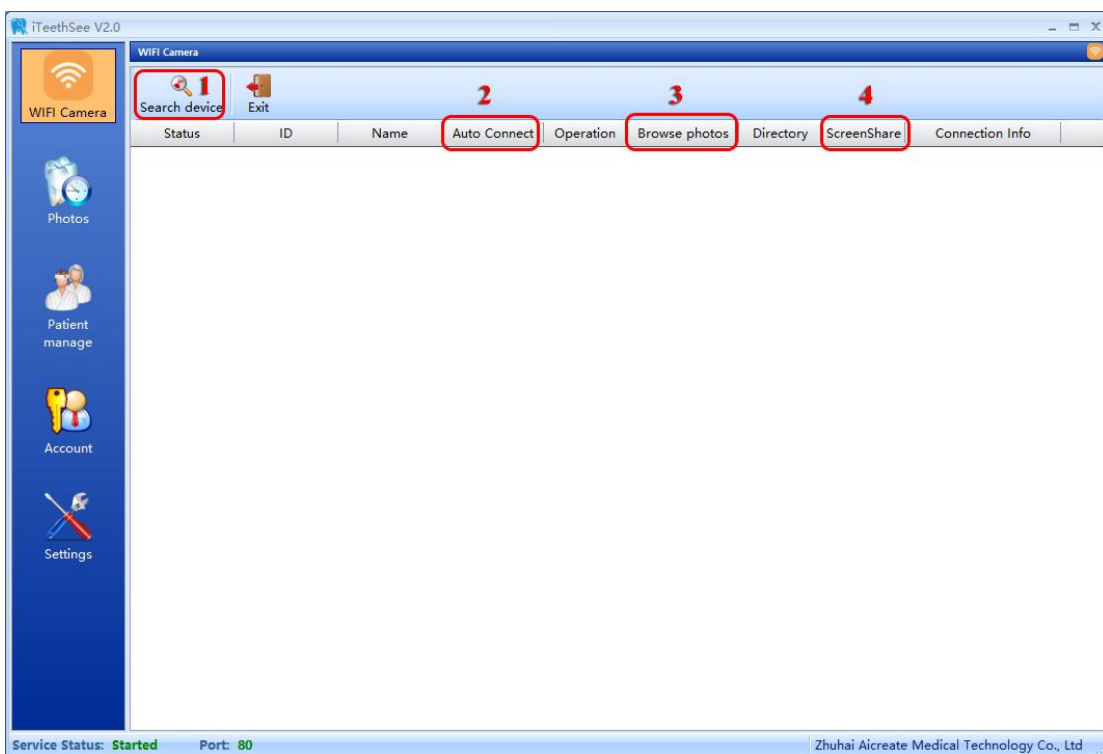 iTeethSee V2.0
WIFI Camera
WIFI Camera
1
Search device
Exit
2
3
4
Status ID Name Auto Connect Operation Browse photos Directory ScreenShare Connection Info
Photos
Patient
manage
Account
Settings
Service Status: Started Port: 80 Zhuhai Aicreate Medical Technology Co., Ltd